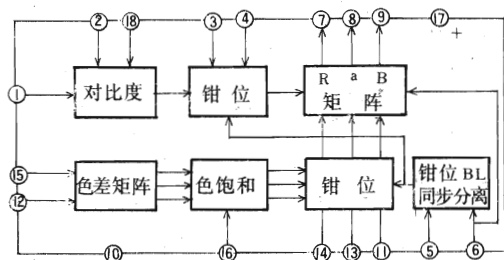 ② ⑱ ③ ④ ⑦ ⑧ ⑨ ⑰
+
①
对比度
钳位
R a B
矩阵
⑮
⑫
色差矩阵
色饱和
钳位
钳位 BL
同步分离
⑩ ⑯ ⑭ ⑬ ⑪ ⑤ ⑥